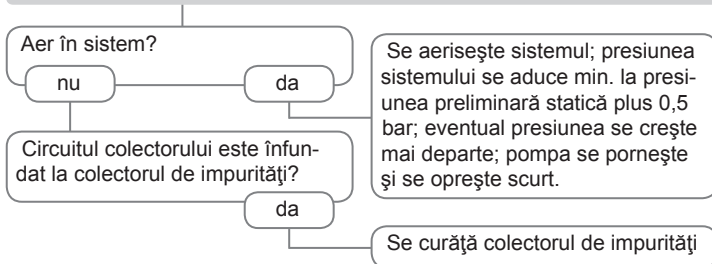 Aer în sistem?
nu
da
Se aeriseşte sistemul; presiunea
sistemului se aduce min. la presi-
unea preliminară statică plus 0,5
bar; eventual presiunea se creşte
mai departe; pompa se porneşte
şi se opreşte scurt.
Circuitul colectorului este înfun-
dat la colectorul de impurităţi?
da
Se curăţă colectorul de impurităţi